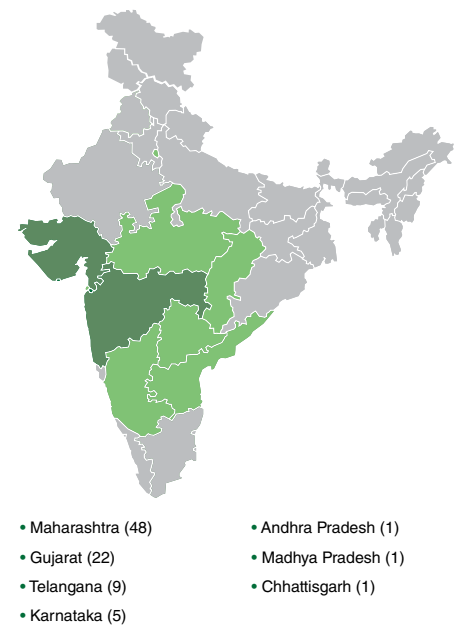 • Maharashtra (48)
• Gujarat (22)
• Telangana (9)
• Karnataka (5)
• Andhra Pradesh (1)
• Madhya Pradesh (1)
• Chhattisgarh (1)